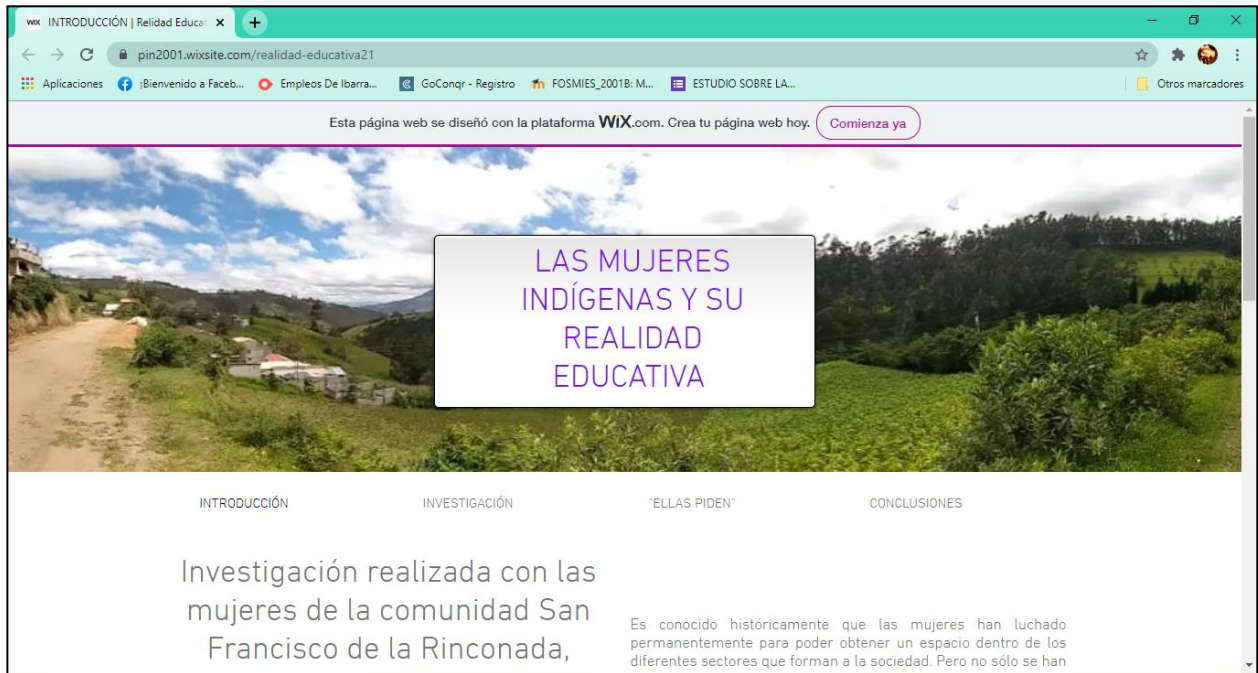 WiX INTRODUCCIÓN | Relidad Educat
pin2001.wixsite.com/realidad-educativa21
Aplicaciones ¡Bienvenido a Faceb... Empleos De Ibarra... GoConqr - Registro FOSMIES_2001B: M... ESTUDIO SOBRE LA... Otros marcadores
Esta página web se diseñó con la plataforma WiX.com. Crea tu página web hoy. Comienza ya
LAS MUJERES
INDÍGENAS Y SU
REALIDAD
EDUCATIVA
INTRODUCCIÓN INVESTIGACIÓN "ELLAS PIDEN" CONCLUSIONES
Investigación realizada con las
mujeres de la comunidad San
Francisco de la Rinconada,
Es conocido históricamente que las mujeres han luchado
permanentemente para poder obtener un espacio dentro de los
diferentes sectores que forman a la sociedad. Pero no sólo se han